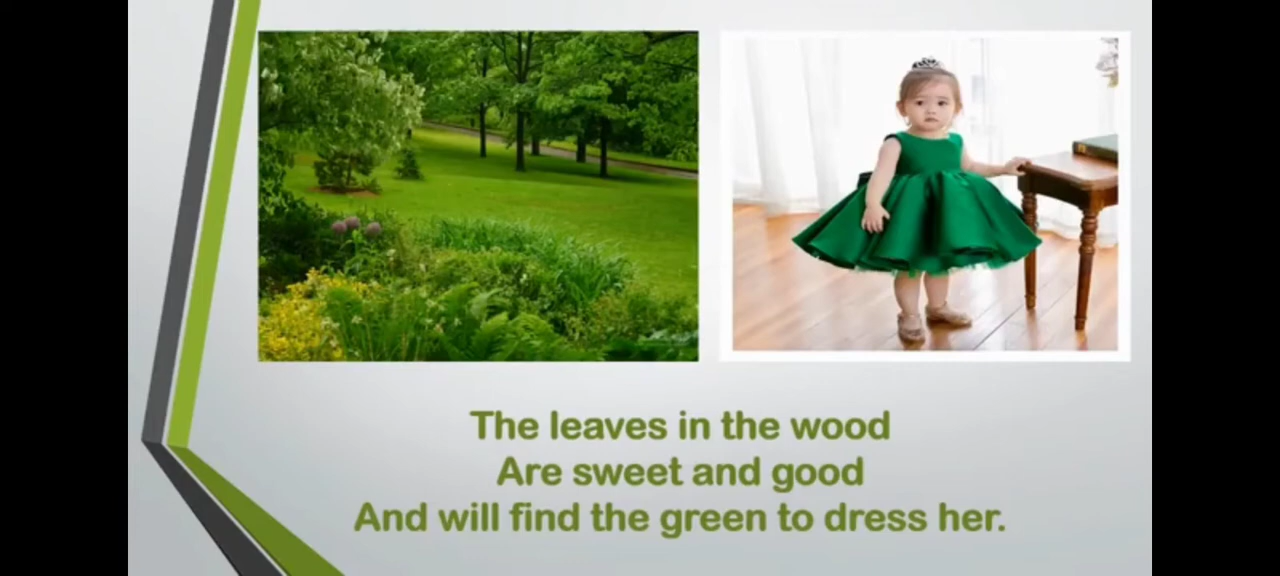 The leaves in the wood
Are sweet and good
And will find the green to dress her.